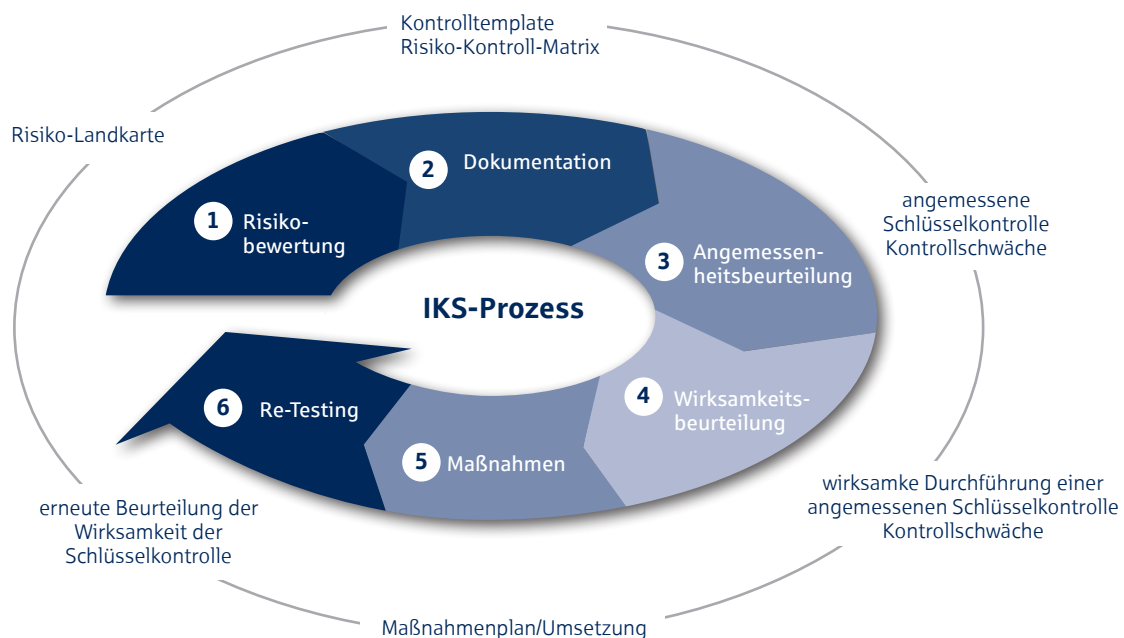 Kontrolltemplate
Risiko-Kontroll-Matrix
Risiko-Landkarte
angemessene
Schlüsselkontrolle
Kontrollschwäche
1
Risiko-
bewertung
2
Dokumentation
3
Angemessen-
heitsbeurteilung
IKS-Prozess
4
Wirksamkeits-
beurteilung
5
Maßnahmen
6
Re-Testing
wirksamke Durchführung einer
angemessenen Schlüsselkontrolle
Kontrollschwäche
erneute Beurteilung der
Wirksamkeit der
Schlüsselkontrolle
Maßnahmenplan/Umsetzung